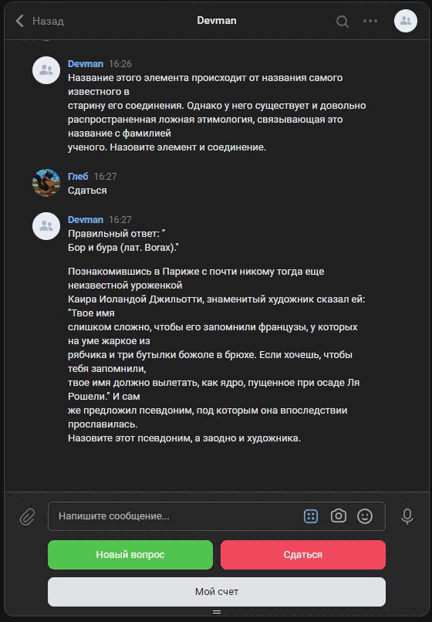 Назад
Devman
Devman 16:26
Название этого элемента происходит от названия самого
известного в
старину его соединения. Однако у него существует и довольно
распространенная ложная этимология, связывающая это
название с фамилией
ученого. Назовите элемент и соединение.
Глеб 16:27
Сдаться
Devman 16:27
Правильный ответ: "
Бор и бура (лат. Borax)."
Познакомившись в Париже с почти никому тогда еще
неизвестной уроженкой
Каира Иоландой Джильотти, знаменитый художник сказал ей:
"Твое имя
слишком сложно, чтобы его запомнили французы, у которых
на уме жаркое из
рябчика и три бутылки божоле в брюхе. Если хочешь, чтобы
тебя запомнили,
твое имя должно вылетать, как ядро, пущенное при осаде Ля
Рошели." И сам
же предложил псевдоним, под которым она впоследствии
прославилась.
Назовите этот псевдоним, а заодно и художника.
Напишите сообщение...
Новый вопрос
Сдаться
Мой счет